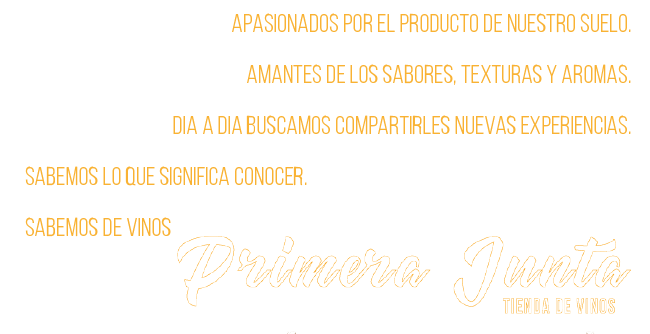 APASIONADOS POR EL PRODUCTO DE NUESTRO SUELO.
AMANTES DE LOS SABORES, TEXTURAS Y AROMAS.
DIA A DIA BUSCAMOS COMPARTIRLES NUEVAS EXPERIENCIAS.
SABEMOS LO QUE SIGNIFICA CONOCER.
SABEMOS DE VINOS
Primera Junta
TIENDA DE VINOS